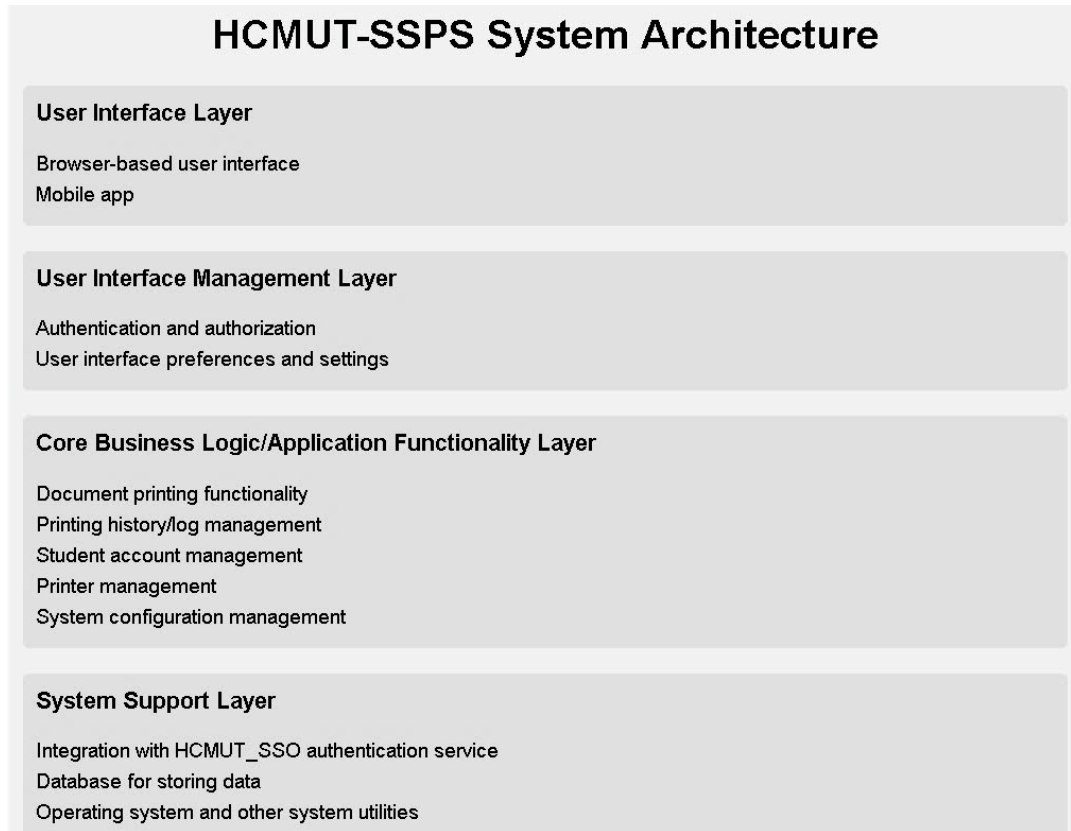 HCMUT-SSPS System Architecture
User Interface Layer
Browser-based user interface
Mobile app
User Interface Management Layer
Authentication and authorization
User interface preferences and settings
Core Business Logic/Application Functionality Layer
Document printing functionality
Printing history/log management
Student account management
Printer management
System configuration management
System Support Layer
Integration with HCMUT_SSO authentication service
Database for storing data
Operating system and other system utilities